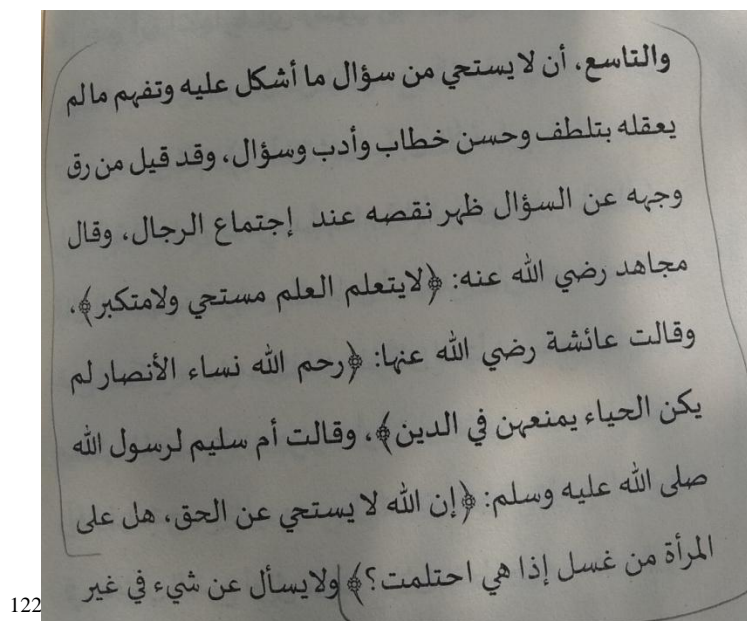 والتاسع، أن لا يستحي من سؤال ما أشكل عليه وتفهم مالم
يعقله بتلطف وحسن خطاب وأدب وسؤال، وقد قيل من رق
وجهه عن السؤال ظهر نقصه عند إجتماع الرجال، وقال
مجاهد رضي الله عنه: ﴿لايتعلم العلم مستحي ولامتكبر﴾،
وقالت عائشة رضي الله عنها: ﴿رحم الله نساء الأنصار لم
يكن الحياء يمنعهن في الدين﴾، وقالت أم سليم لرسول الله
صلى الله عليه وسلم: ﴿إن الله لا يستحي عن الحق، هل على
المرأة من غسل إذا هي احتلمت؟﴾ ولايسأل عن شيء في غير
122